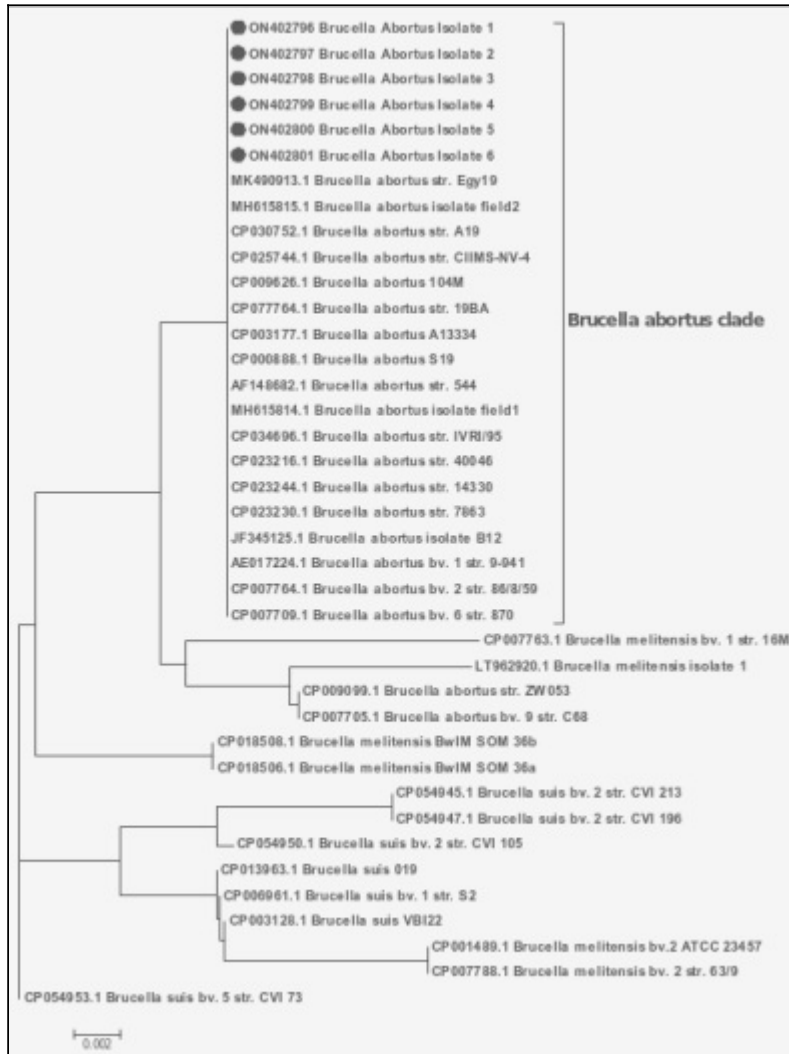 ON402796 Brucella Abortus Isolate 1
ON402797 Brucella Abortus Isolate 2
ON402798 Brucella Abortus Isolate 3
ON402799 Brucella Abortus Isolate 4
ON402800 Brucella Abortus Isolate 5
ON402801 Brucella Abortus Isolate 6
MK490913.1 Brucella abortus str. Egy19
MH615815.1 Brucella abortus isolate field2
CP030752.1 Brucella abortus str. A19
CP025744.1 Brucella abortus str. CIIMS-NV-4
CP009626.1 Brucella abortus 104M
CP077764.1 Brucella abortus str. 19BA
CP003177.1 Brucella abortus A13334
CP000888.1 Brucella abortus S19
AF148682.1 Brucella abortus str. 544
MH615814.1 Brucella abortus isolate field1
CP034696.1 Brucella abortus str. IVRI/95
CP023216.1 Brucella abortus str. 40046
CP023244.1 Brucella abortus str. 14330
CP023230.1 Brucella abortus str. 7863
JF345125.1 Brucella abortus isolate B12
AE017224.1 Brucella abortus bv. 1 str. 9-941
CP007764.1 Brucella abortus bv. 2 str. 86/8/59
CP007709.1 Brucella abortus bv. 6 str. 870
Brucella abortus clade
CP007763.1 Brucella melitensis bv. 1 str. 16M
LT962920.1 Brucella melitensis isolate 1
CP009099.1 Brucella abortus str. ZW053
CP007705.1 Brucella abortus bv. 9 str. C68
CP018508.1 Brucella melitensis BwIM SOM 36b
CP018506.1 Brucella melitensis BwIM SOM 36a
CP054945.1 Brucella suis bv. 2 str. CVI 213
CP054947.1 Brucella suis bv. 2 str. CVI 196
CP054950.1 Brucella suis bv. 2 str. CVI 105
CP013963.1 Brucella suis 019
CP006961.1 Brucella suis bv. 1 str. S2
CP003128.1 Brucella suis VBI22
CP001489.1 Brucella melitensis bv.2 ATCC 23457
CP007788.1 Brucella melitensis bv. 2 str. 63/9
CP054953.1 Brucella suis bv. 5 str. CVI 73
0.002